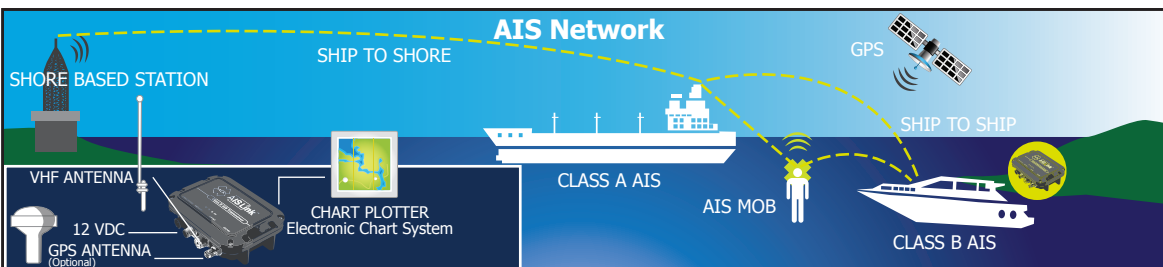 AIS Network
SHIP TO SHORE
GPS
SHORE BASED STATION
SHIP TO SHIP
VHF ANTENNA
AISLink
CLASS A AIS
CHART PLOTTER
Electronic Chart System
AIS MOB
12 VDC
GPS ANTENNA
(Optional)
CLASS B AIS